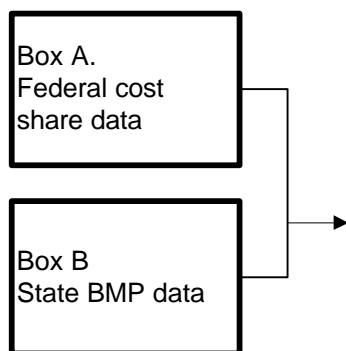 Box A.
Federal cost
share data
Box B
State BMP data